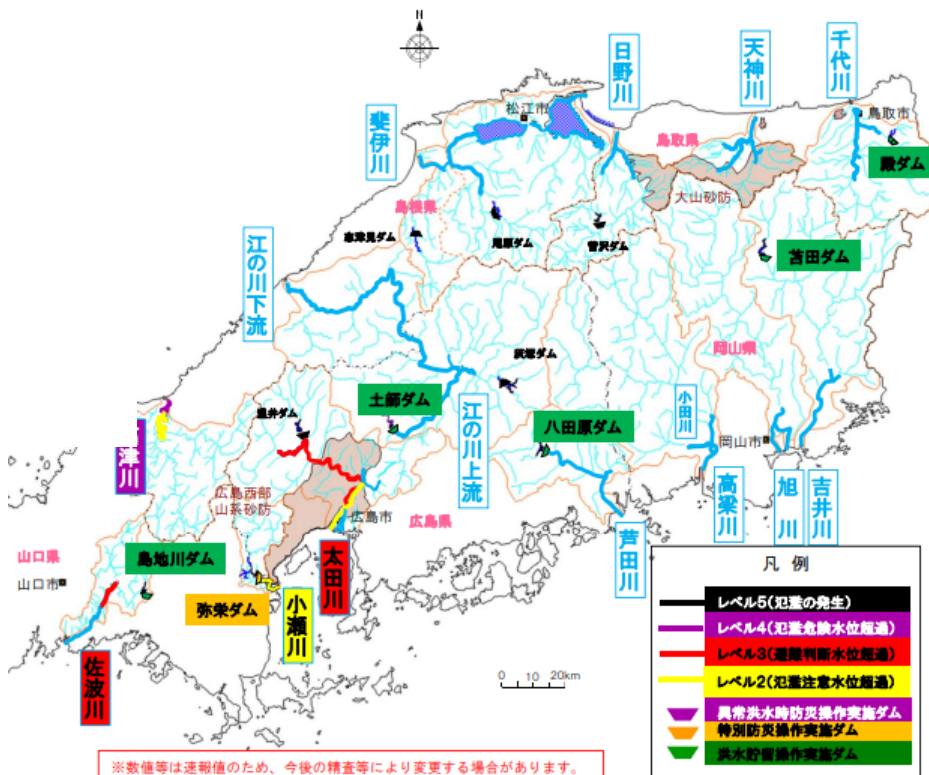 N
千代川
天神川
日野川
松江市
鳥取市
斐伊川
鳥取県
殿ダム
大山砂防
島根県
志津見ダム
尾原ダム
菅沢ダム
苫田ダム
江の川下流
灰塚ダム
岡山県
土師ダム
温井ダム
江の川上流
八田原ダム
小田川
岡山市
津川
高梁川
旭川
吉井川
広島西部
山系砂防
広島市
広島県
芦田川
太田川
山口県
山口市
島地川ダム
弥栄ダム
小瀬川
佐波川
0 10 20km
凡 例
レベル5(氾濫の発生)
レベル4(氾濫危険水位超過)
レベル3(避難判断水位超過)
レベル2(氾濫注意水位超過)
異常洪水時防災操作実施ダム
特別防災操作実施ダム
洪水貯留操作実施ダム
※数値等は速報値のため、今後の精査等により変更する場合があります。